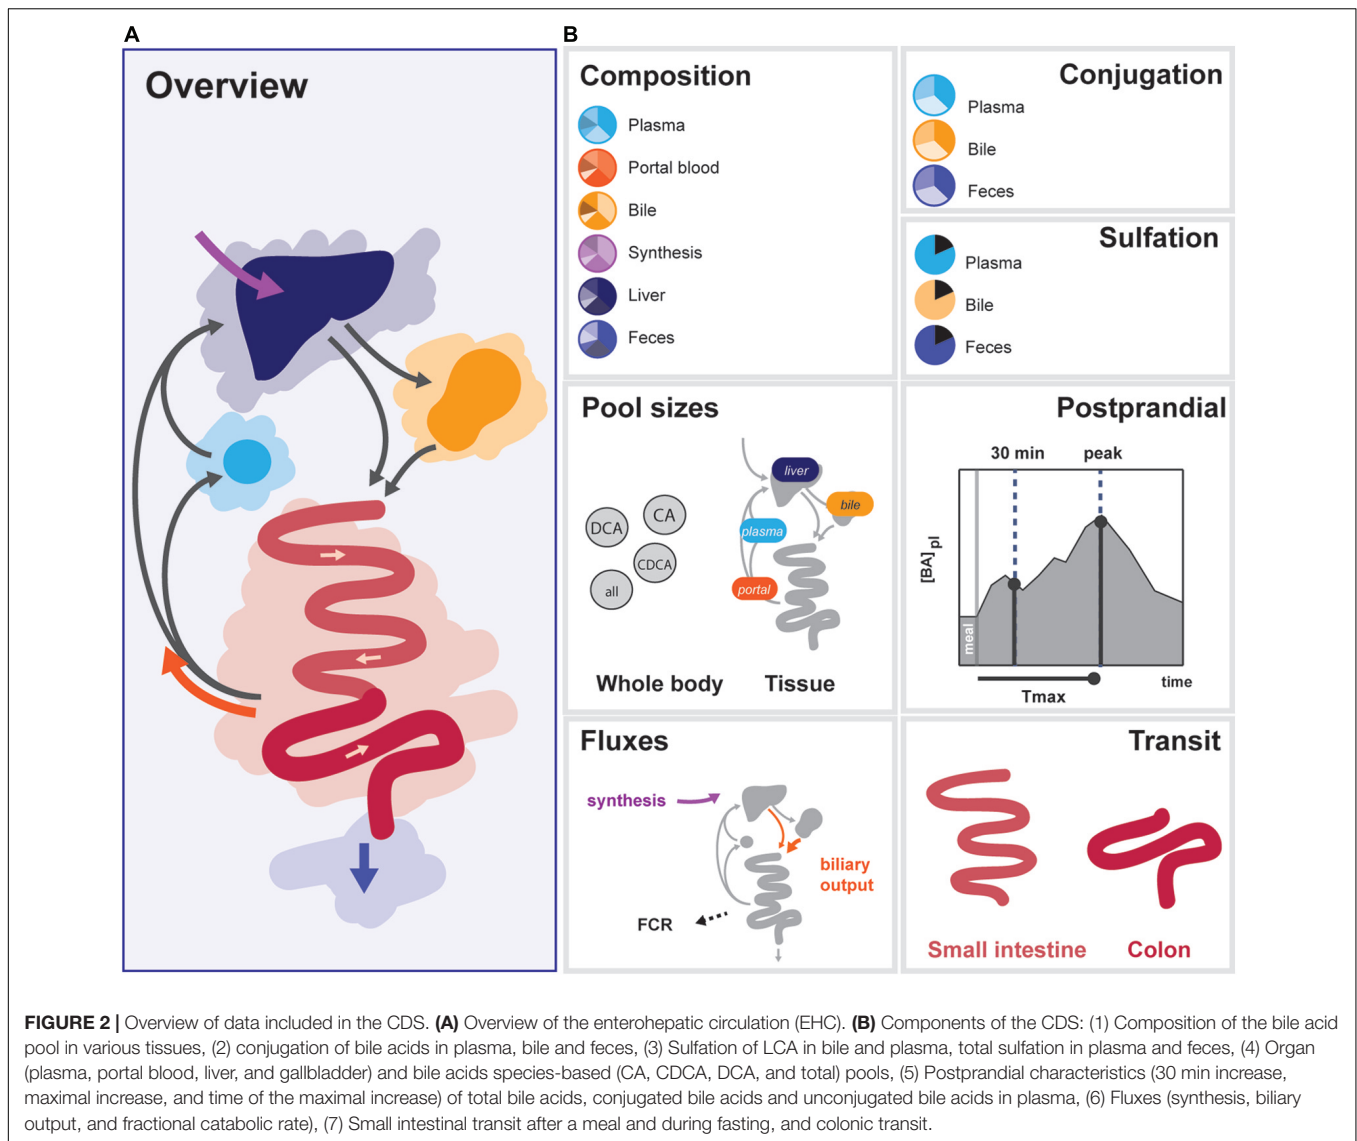 A
Overview
B
Composition
Plasma
Portal blood
Bile
Synthesis
Liver
Feces
Conjugation
Plasma
Bile
Feces
Sulfation
Plasma
Bile
Feces
Pool sizes
DCA
CA
CDCA
all
liver
bile
plasma
portal
Whole body
Tissue
Postprandial
30 min
peak
[BA]pl
meal
time
Tmax
Fluxes
synthesis
biliary
output
FCR
Transit
Small intestine
Colon
FIGURE 2 | Overview of data included in the CDS. (A) Overview of the enterohepatic circulation (EHC). (B) Components of the CDS: (1) Composition of the bile acid
pool in various tissues, (2) conjugation of bile acids in plasma, bile and feces, (3) Sulfation of LCA in bile and plasma, total sulfation in plasma and feces, (4) Organ
(plasma, portal blood, liver, and gallbladder) and bile acids species-based (CA, CDCA, DCA, and total) pools, (5) Postprandial characteristics (30 min increase,
maximal increase, and time of the maximal increase) of total bile acids, conjugated bile acids and unconjugated bile acids in plasma, (6) Fluxes (synthesis, biliary
output, and fractional catabolic rate), (7) Small intestinal transit after a meal and during fasting, and colonic transit.